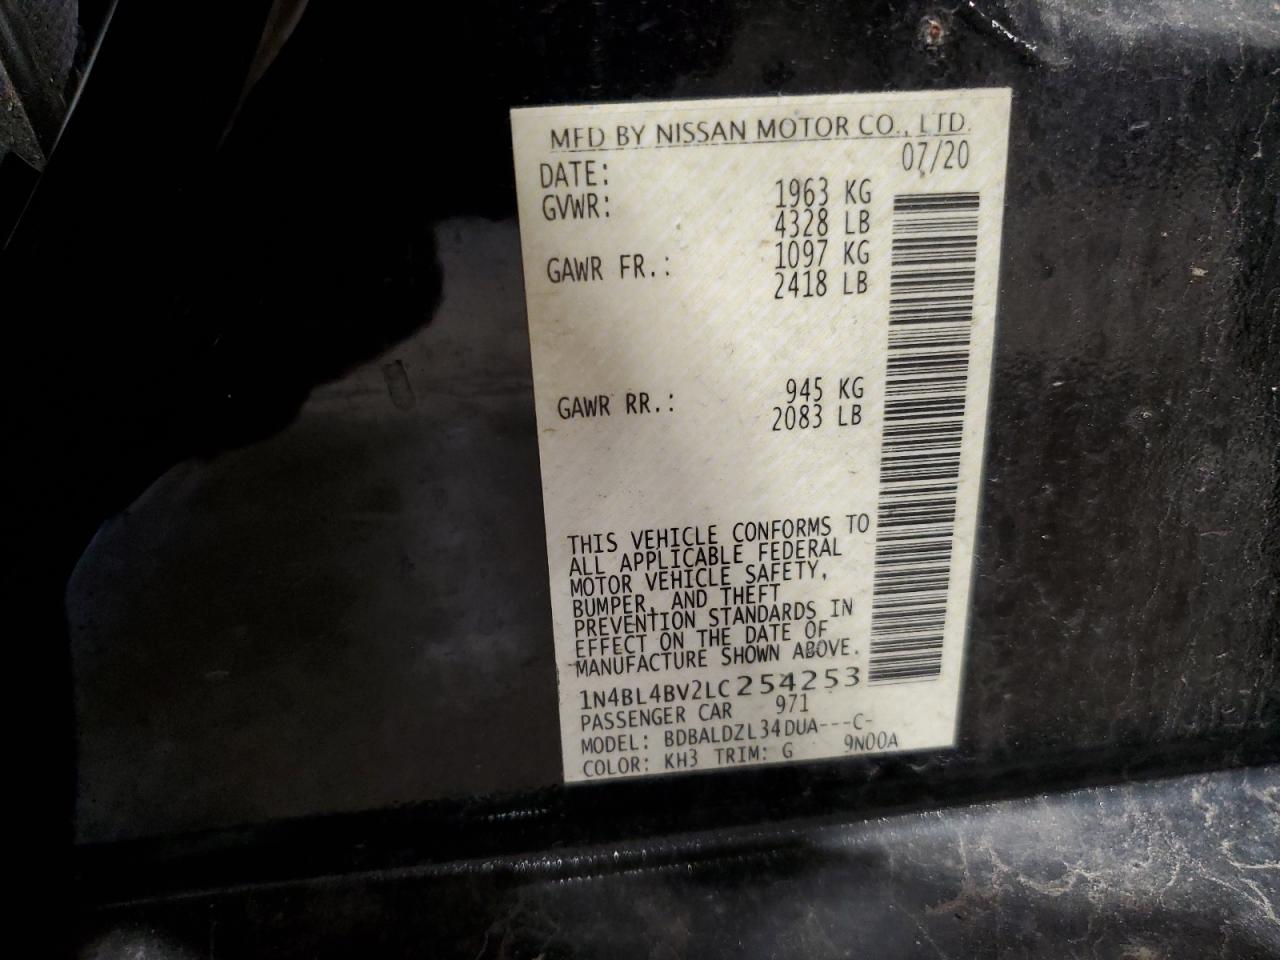 MFD BY NISSAN MOTOR CO., LTD.
DATE: 07/20
GVWR: 1963 KG
4328 LB
GAWR FR.: 1097 KG
2418 LB
GAWR RR.: 945 KG
2083 LB
THIS VEHICLE CONFORMS TO
ALL APPLICABLE FEDERAL
MOTOR VEHICLE SAFETY,
BUMPER, AND THEFT
PREVENTION STANDARDS IN
EFFECT ON THE DATE OF
MANUFACTURE SHOWN ABOVE.
1N4BL4BV2LC254253
PASSENGER CAR 971
MODEL: BDBALDZL34DUA---C-
COLOR: KH3 TRIM: G 9N00A